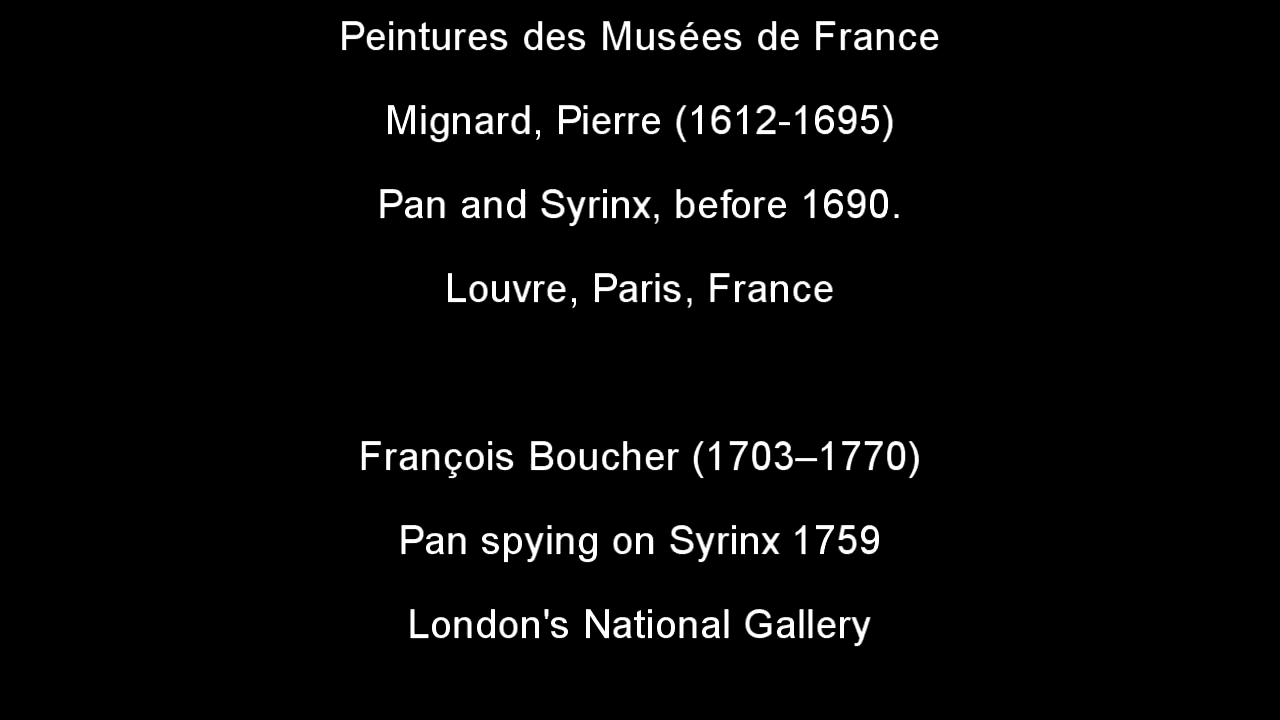 Peintures des Musées de France
Mignard, Pierre (1612-1695)
Pan and Syrinx, before 1690.
Louvre, Paris, France
François Boucher (1703–1770)
Pan spying on Syrinx 1759
London's National Gallery